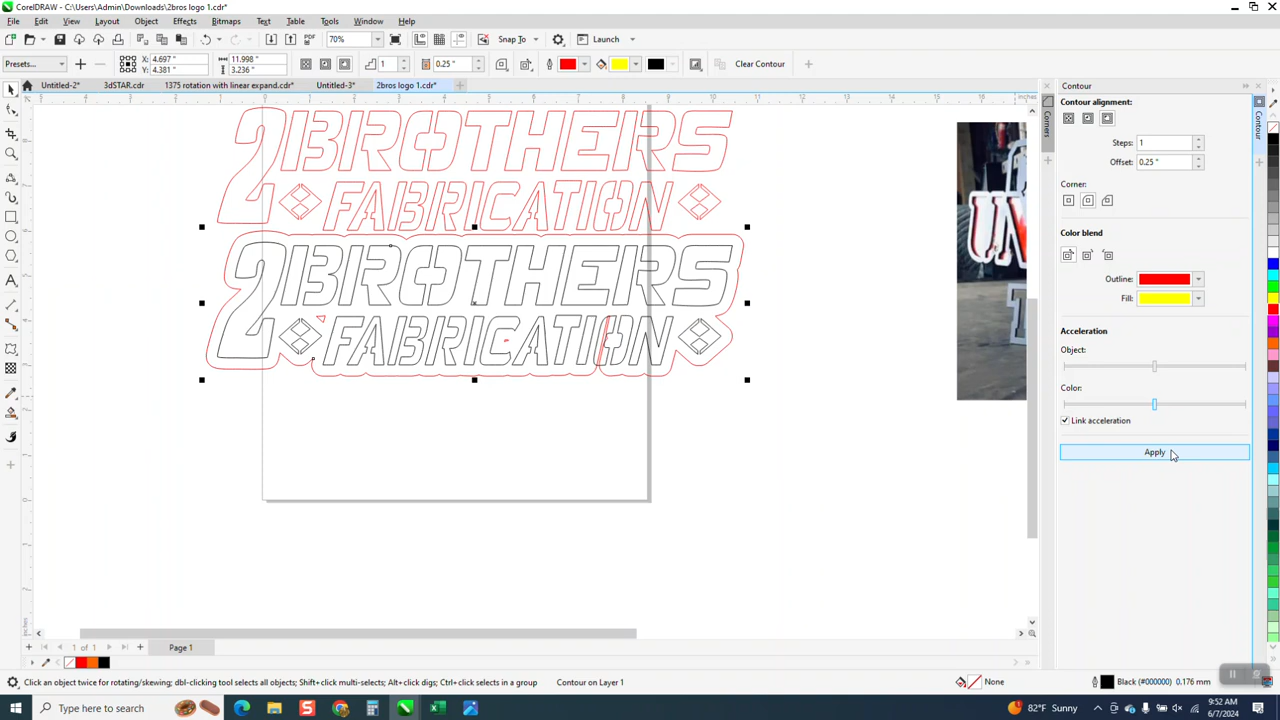 CorelDRAW - C:\Users\Admin\Downloads\2bros logo 1.cdr*
File Edit View Layout Object Effects Bitmaps Text Table Tools Window Help
PDF 70% Snap To Launch
Presets... X: 4.697 " 11.998 " 1 0.25 " Clear Contour
Y: 4.381 " 3.236 "
Untitled-2* 3dSTAR.cdr 1375 rotation with linear expand.cdr* Untitled-3* 2bros logo 1.cdr*
inches
2BROTHERS
FABRICATION
2BROTHERS
FABRICATION
UN
Contour
Contour alignment:
Steps: 1
Offset: 0.25 "
Corner:
Color blend
Outline:
Fill:
Acceleration
Object:
Color:
Link acceleration
Apply
Corners
Contour
1 of 1 Page 1
Click an object twice for rotating/skewing; dbl-clicking tool selects all objects; Shift+click multi-selects; Alt+click digs; Ctrl+click selects in a group Contour on Layer 1 None Black (#000000) 0.176 mm
Type here to search 82°F Sunny 9:52 AM
6/7/2024